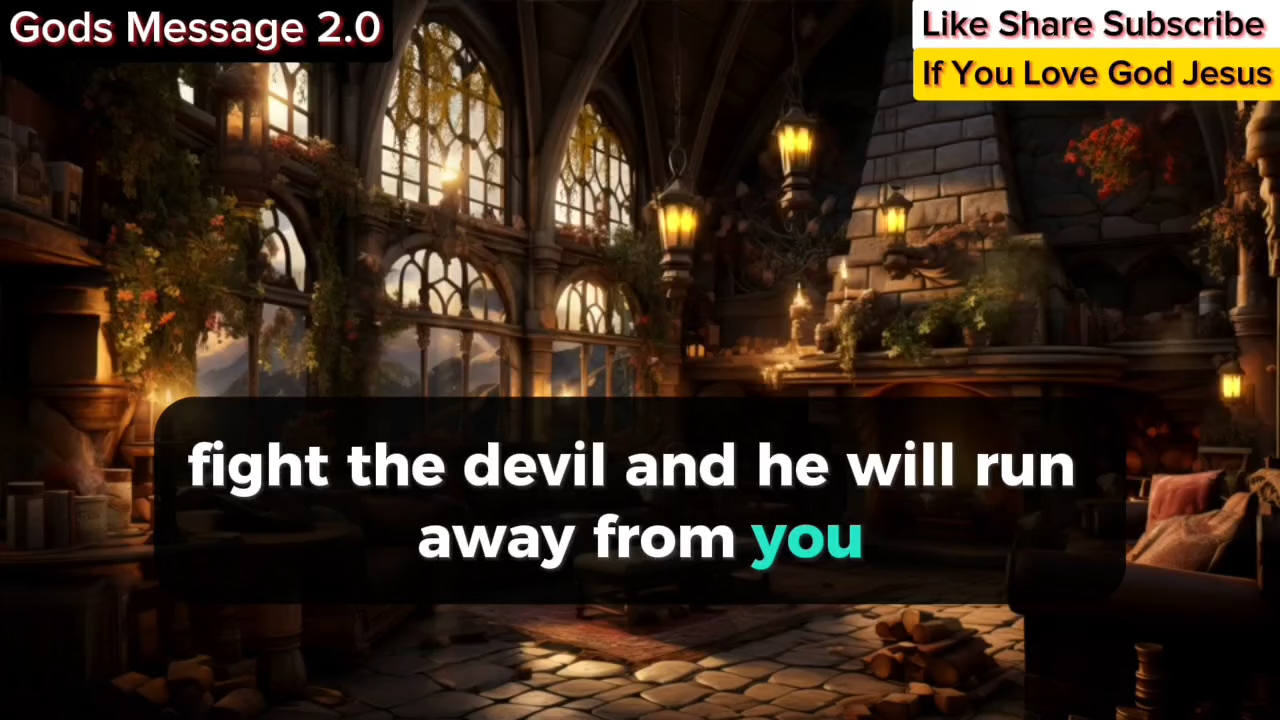 Gods Message 2.0
Like Share Subscribe
If You Love God Jesus
fight the devil and he will run
away from you